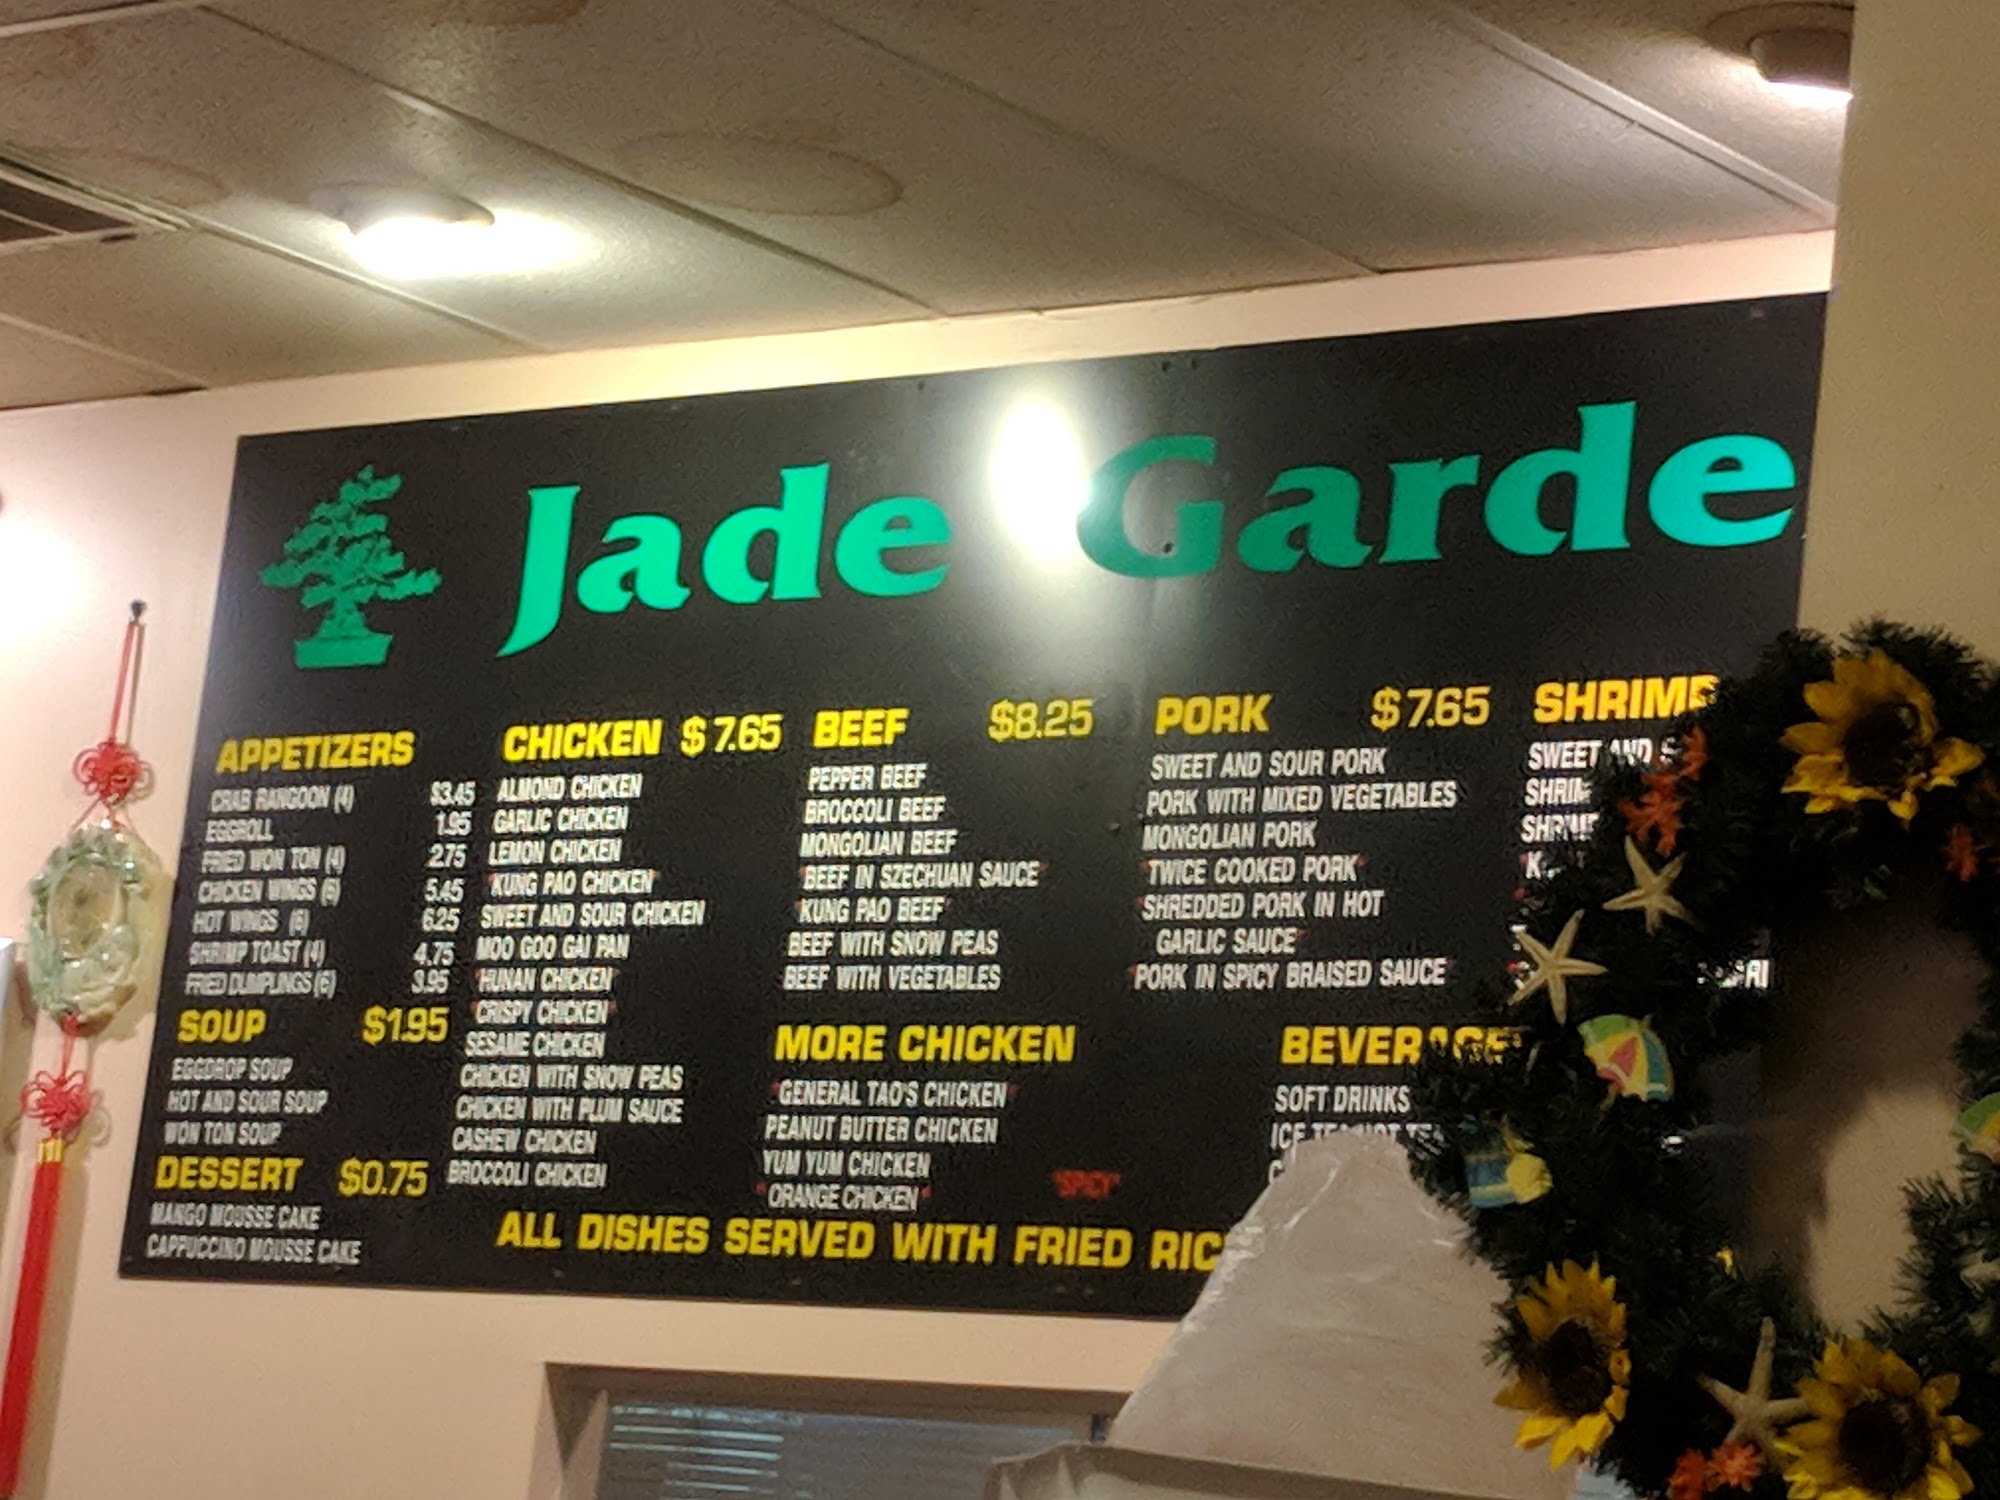 Jade Garde
APPETIZERS
CRAB RANGOON (4) $3.45
EGGROLL 1.95
FRIED WON TON (4) 2.75
CHICKEN WINGS (6) 5.45
HOT WINGS (6) 6.25
SHRIMP TOAST (4) 4.75
FRIED DUMPLINGS (6) 3.95
SOUP $1.95
EGGDROP SOUP
HOT AND SOUR SOUP
WON TON SOUP
DESSERT $0.75
MANGO MOUSSE CAKE
CAPPUCCINO MOUSSE CAKE
CHICKEN $7.65
ALMOND CHICKEN
GARLIC CHICKEN
LEMON CHICKEN
"KUNG PAO CHICKEN"
SWEET AND SOUR CHICKEN
MOO GOO GAI PAN
"HUNAN CHICKEN"
"CRISPY CHICKEN"
SESAME CHICKEN
CHICKEN WITH SNOW PEAS
CHICKEN WITH PLUM SAUCE
CASHEW CHICKEN
BROCCOLI CHICKEN
BEEF $8.25
PEPPER BEEF
BROCCOLI BEEF
MONGOLIAN BEEF
"BEEF IN SZECHUAN SAUCE"
"KUNG PAO BEEF"
BEEF WITH SNOW PEAS
BEEF WITH VEGETABLES
MORE CHICKEN
"GENERAL TAO'S CHICKEN"
PEANUT BUTTER CHICKEN
YUM YUM CHICKEN
"ORANGE CHICKEN"
"SPICY"
PORK $7.65
SWEET AND SOUR PORK
PORK WITH MIXED VEGETABLES
MONGOLIAN PORK
"TWICE COOKED PORK"
"SHREDDED PORK IN HOT
GARLIC SAUCE"
"PORK IN SPICY BRAISED SAUCE"
SHRIMP
SWEET AND
BEVERAGE
SOFT DRINKS
ICE TEA
ALL DISHES SERVED WITH FRIED RIC